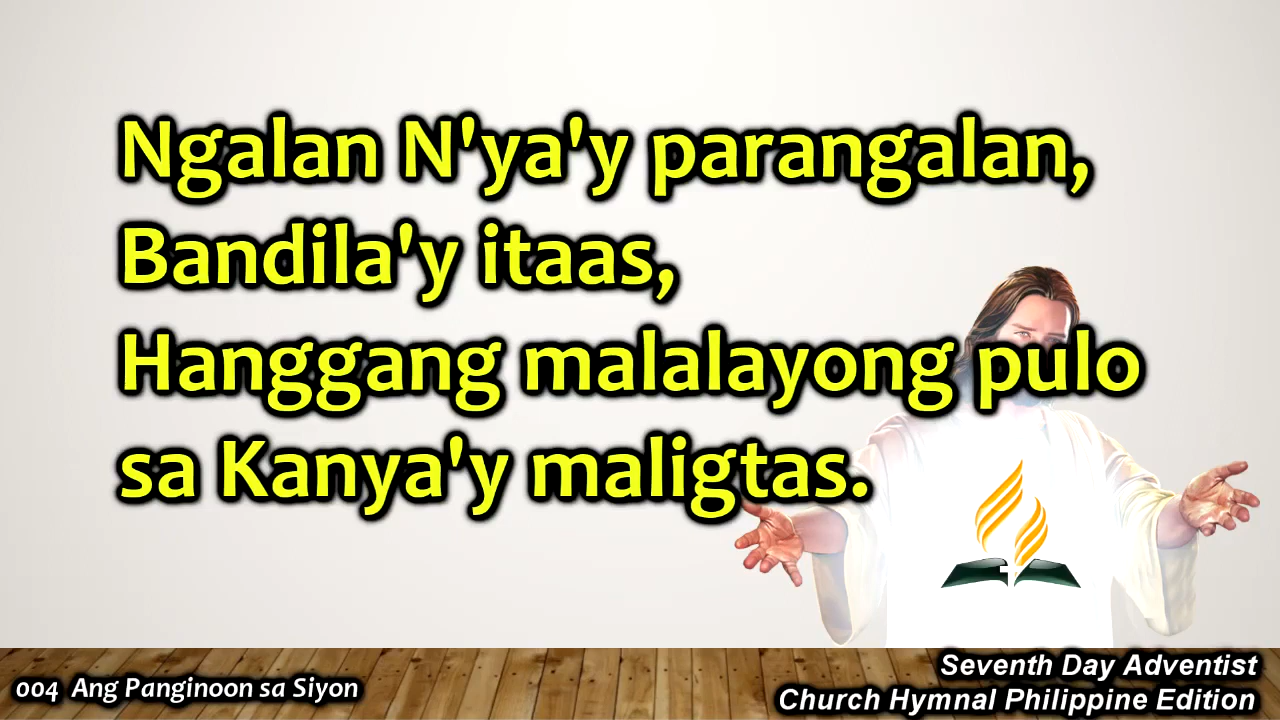 Ngalan N'ya'y parangalan,
Bandila'y itaas,
Hanggang malalayong pulo
sa Kanya'y maligtas.
004 Ang Panginoon sa Siyon
Seventh Day Adventist
Church Hymnal Philippine Edition